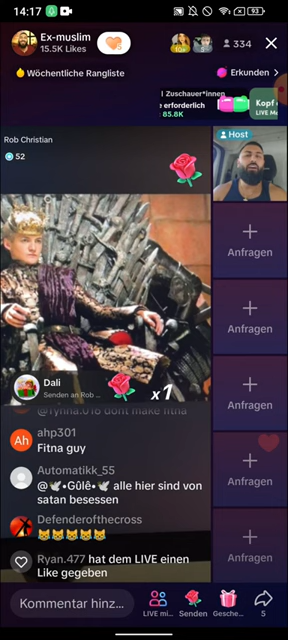 14:17
93
Ex-muslim
15.5K Likes
10+
334
Wöchentliche Rangliste
Erkunden
Zuschauer*innen
erforderlich
85.8K
Kopf
LIVE
Rob Christian
52
Host
Anfragen
Anfragen
Anfragen
Anfragen
Anfragen
Dali
Senden an Rob ...
x1
dont make fitna
ahp301
Ah
Fitna guy
Automatikk_55
@🕊•Gûlê•🕊 alle hier sind von
satan besessen
Defenderofthecross
😼😼😼😼😼
Ryan.477 hat dem LIVE einen
Like gegeben
Kommentar hinz...
LIVE mi...
Senden
Gesche...
5